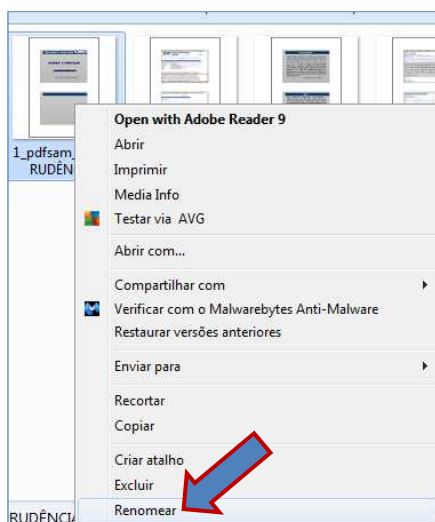 Open with Adobe Reader 9
Abrir
1_pdfsam_
RUDÊN
Imprimir
Media Info
Testar via AVG
Abrir com...
Compartilhar com
Verificar com o Malwarebytes Anti-Malware
Restaurar versões anteriores
Enviar para
Recortar
Copiar
Criar atalho
Excluir
Renomear
RUDÊNCIA